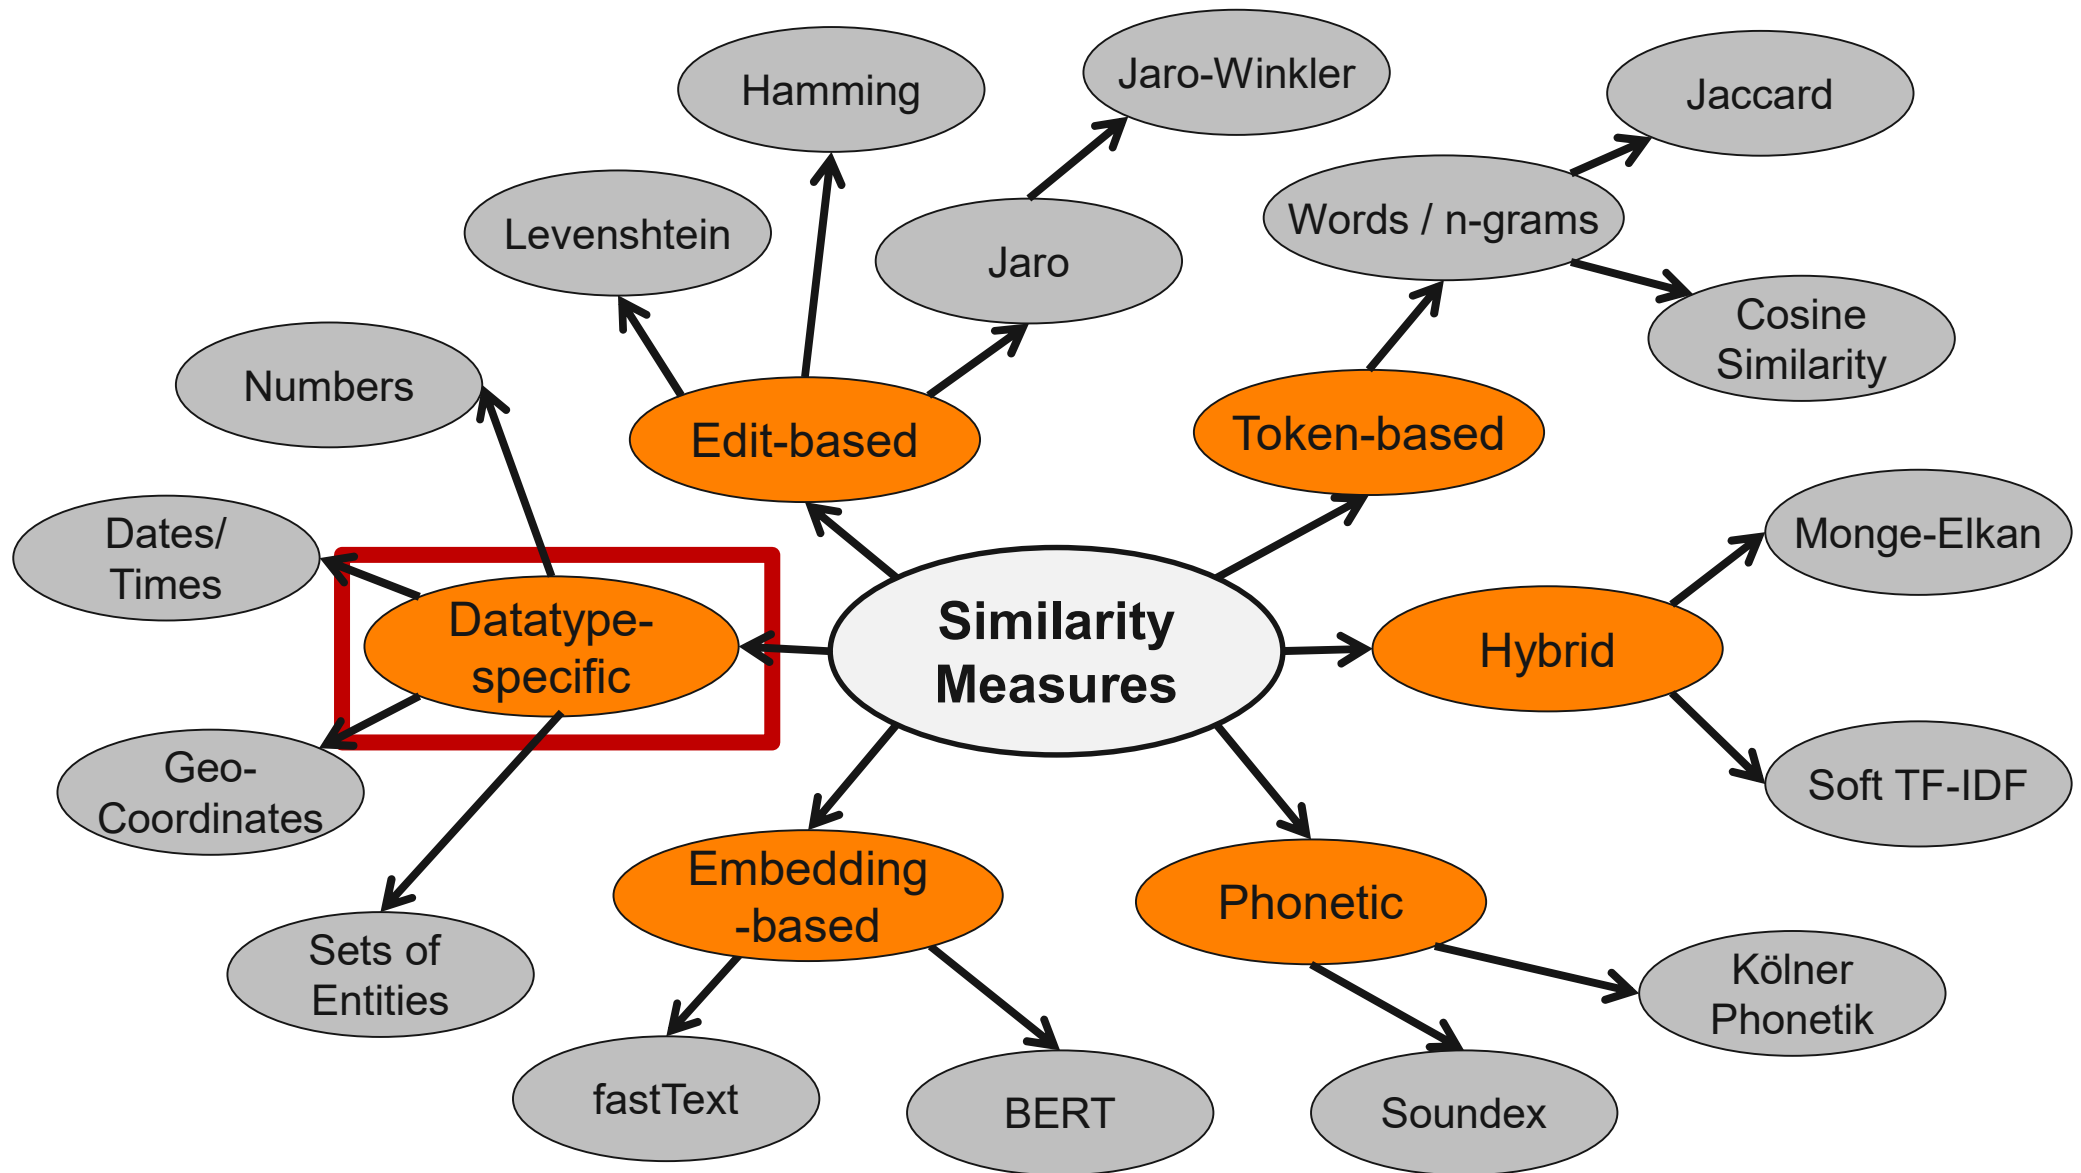 Hamming
Jaro-Winkler
Jaccard
Levenshtein
Jaro
Words / n-grams
Cosine
Similarity
Numbers
Edit-based
Token-based
Dates/
Times
Monge-Elkan
Datatype-
specific
Similarity
Measures
Hybrid
Geo-
Coordinates
Soft TF-IDF
Embedding
-based
Phonetic
Sets of
Entities
Kölner
Phonetik
fastText
BERT
Soundex